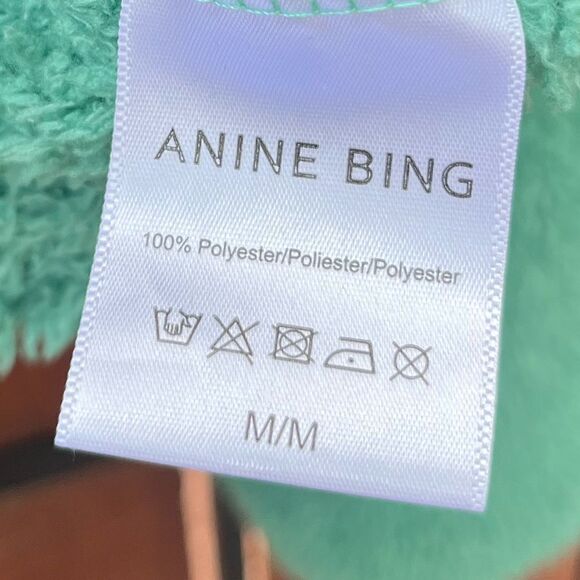 ANINE BING
100% Polyester/Poliester/Polyester
M/M